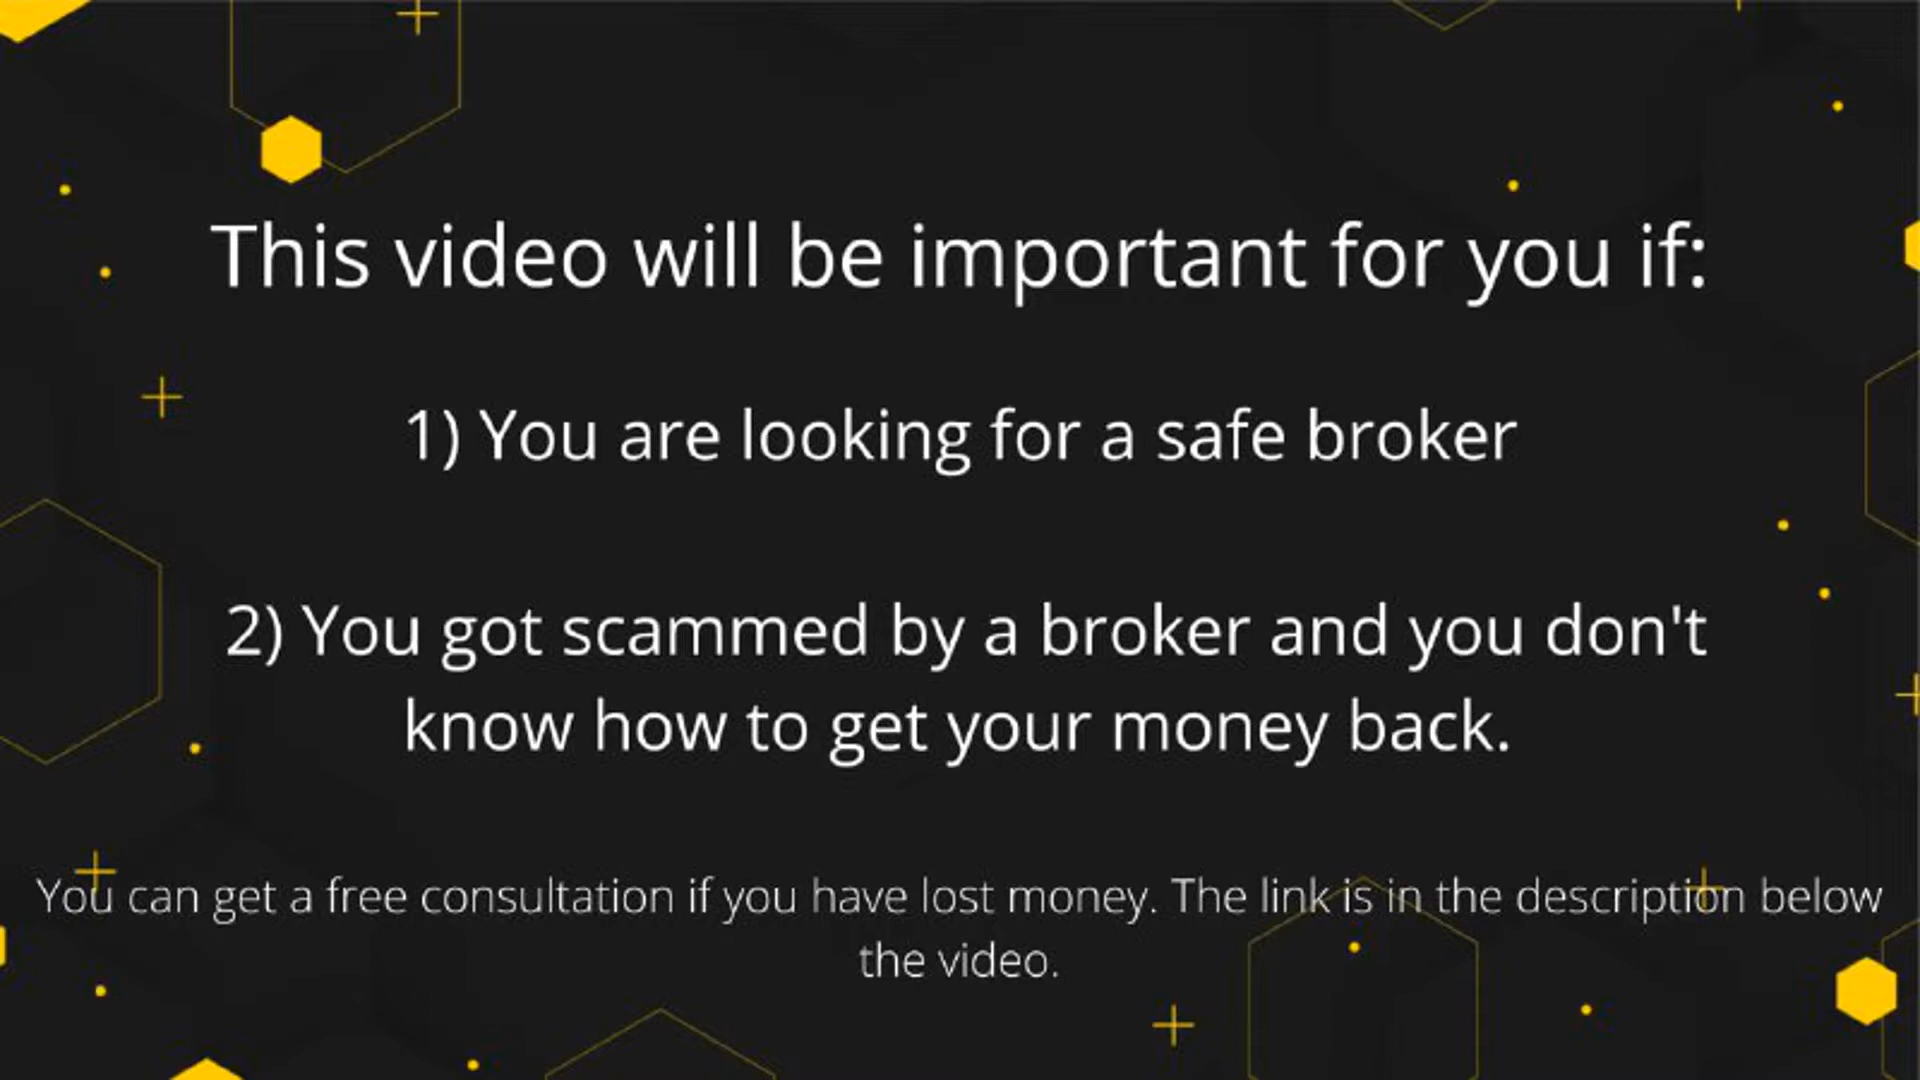 This video will be important for you if:
1) You are looking for a safe broker
2) You got scammed by a broker and you don't
know how to get your money back.
You can get a free consultation if you have lost money. The link is in the description below
the video.